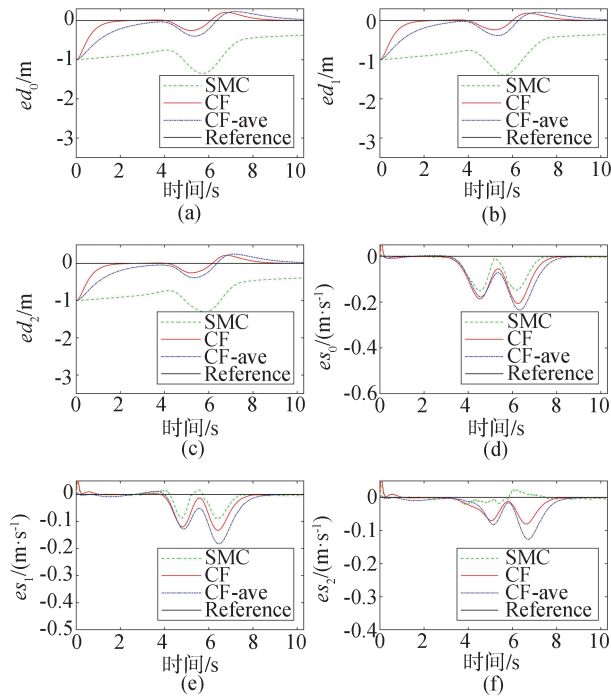 ed₀/m
0
-1
-2
-3
SMC
CF
CF-ave
Reference
0 2 4 6 8 10
时间/s
(a)
ed₁/m
0
-1
-2
-3
SMC
CF
CF-ave
Reference
0 2 4 6 8 10
时间/s
(b)
ed₂/m
0
-1
-2
-3
SMC
CF
CF-ave
Reference
0 2 4 6 8 10
时间/s
(c)
es₀/(m·s⁻¹)
0
-0.2
-0.4
-0.6
SMC
CF
CF-ave
Reference
0 2 4 6 8 10
时间/s
(d)
es₁/(m·s⁻¹)
0
-0.1
-0.2
-0.3
-0.4
-0.5
SMC
CF
CF-ave
Reference
0 2 4 6 8 10
时间/s
(e)
es₂/(m·s⁻¹)
0
-0.1
-0.2
-0.3
-0.4
SMC
CF
CF-ave
Reference
0 2 4 6 8 10
时间/s
(f)